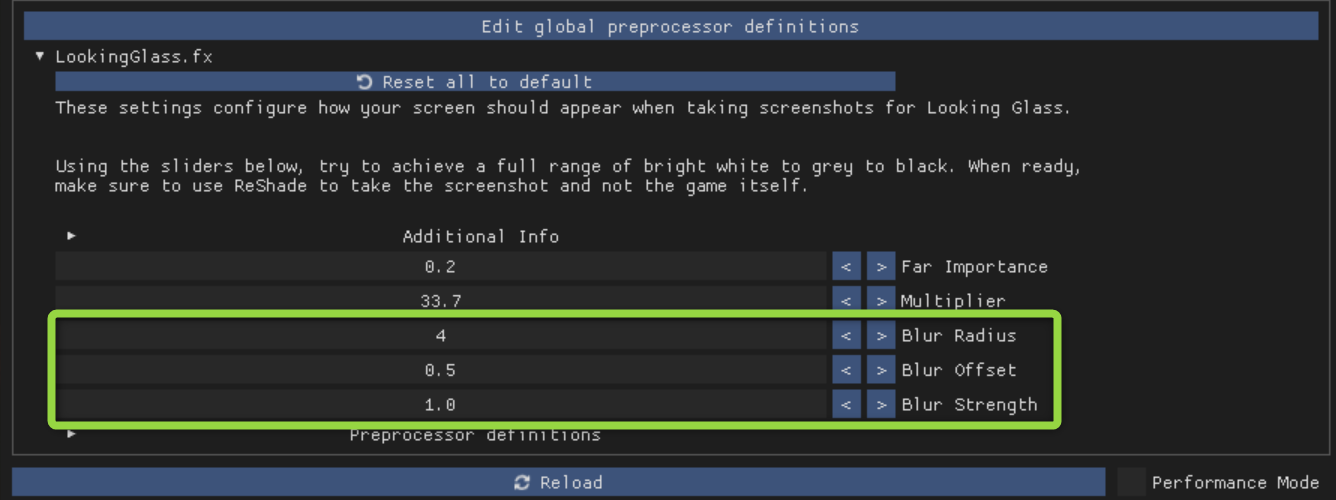 Edit global preprocessor definitions
LookingGlass.fx
Reset all to default
These settings configure how your screen should appear when taking screenshots for Looking Glass.
Using the sliders below, try to achieve a full range of bright white to grey to black. When ready,
make sure to use ReShade to take the screenshot and not the game itself.
Additional Info
0.2 < > Far Importance
33.7 < > Multiplier
4 < > Blur Radius
0.5 < > Blur Offset
1.0 < > Blur Strength
Preprocessor definitions
Reload Performance Mode